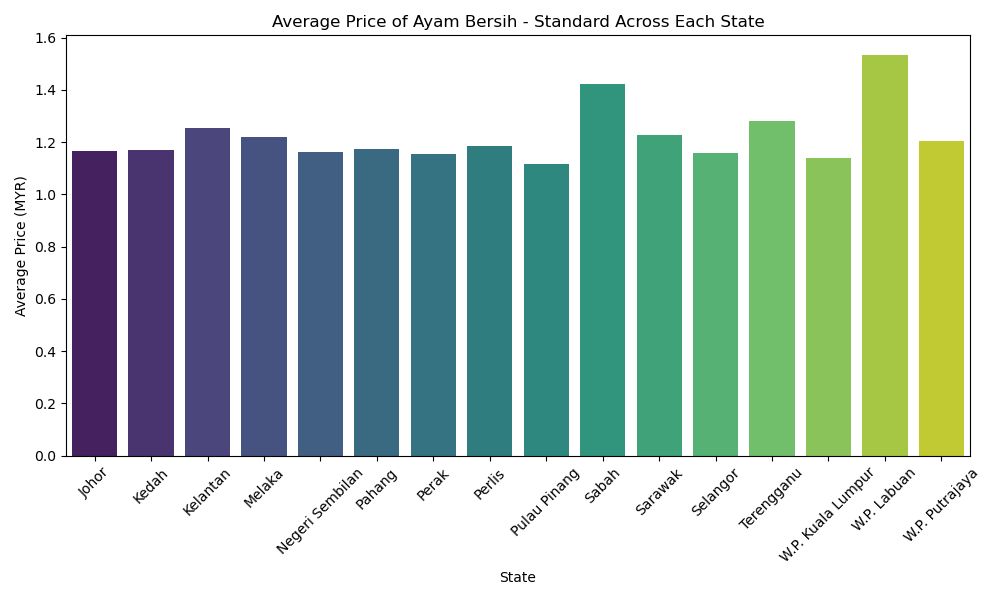 Average Price of Ayam Bersih - Standard Across Each State
Average Price (MYR)
1.6
1.4
1.2
1.0
0.8
0.6
0.4
0.2
0.0
Johor
Kedah
Kelantan
Melaka
Negeri Sembilan
Pahang
Perak
Perlis
Pulau Pinang
Sabah
Sarawak
Selangor
Terengganu
W.P. Kuala Lumpur
W.P. Labuan
W.P. Putrajaya
State